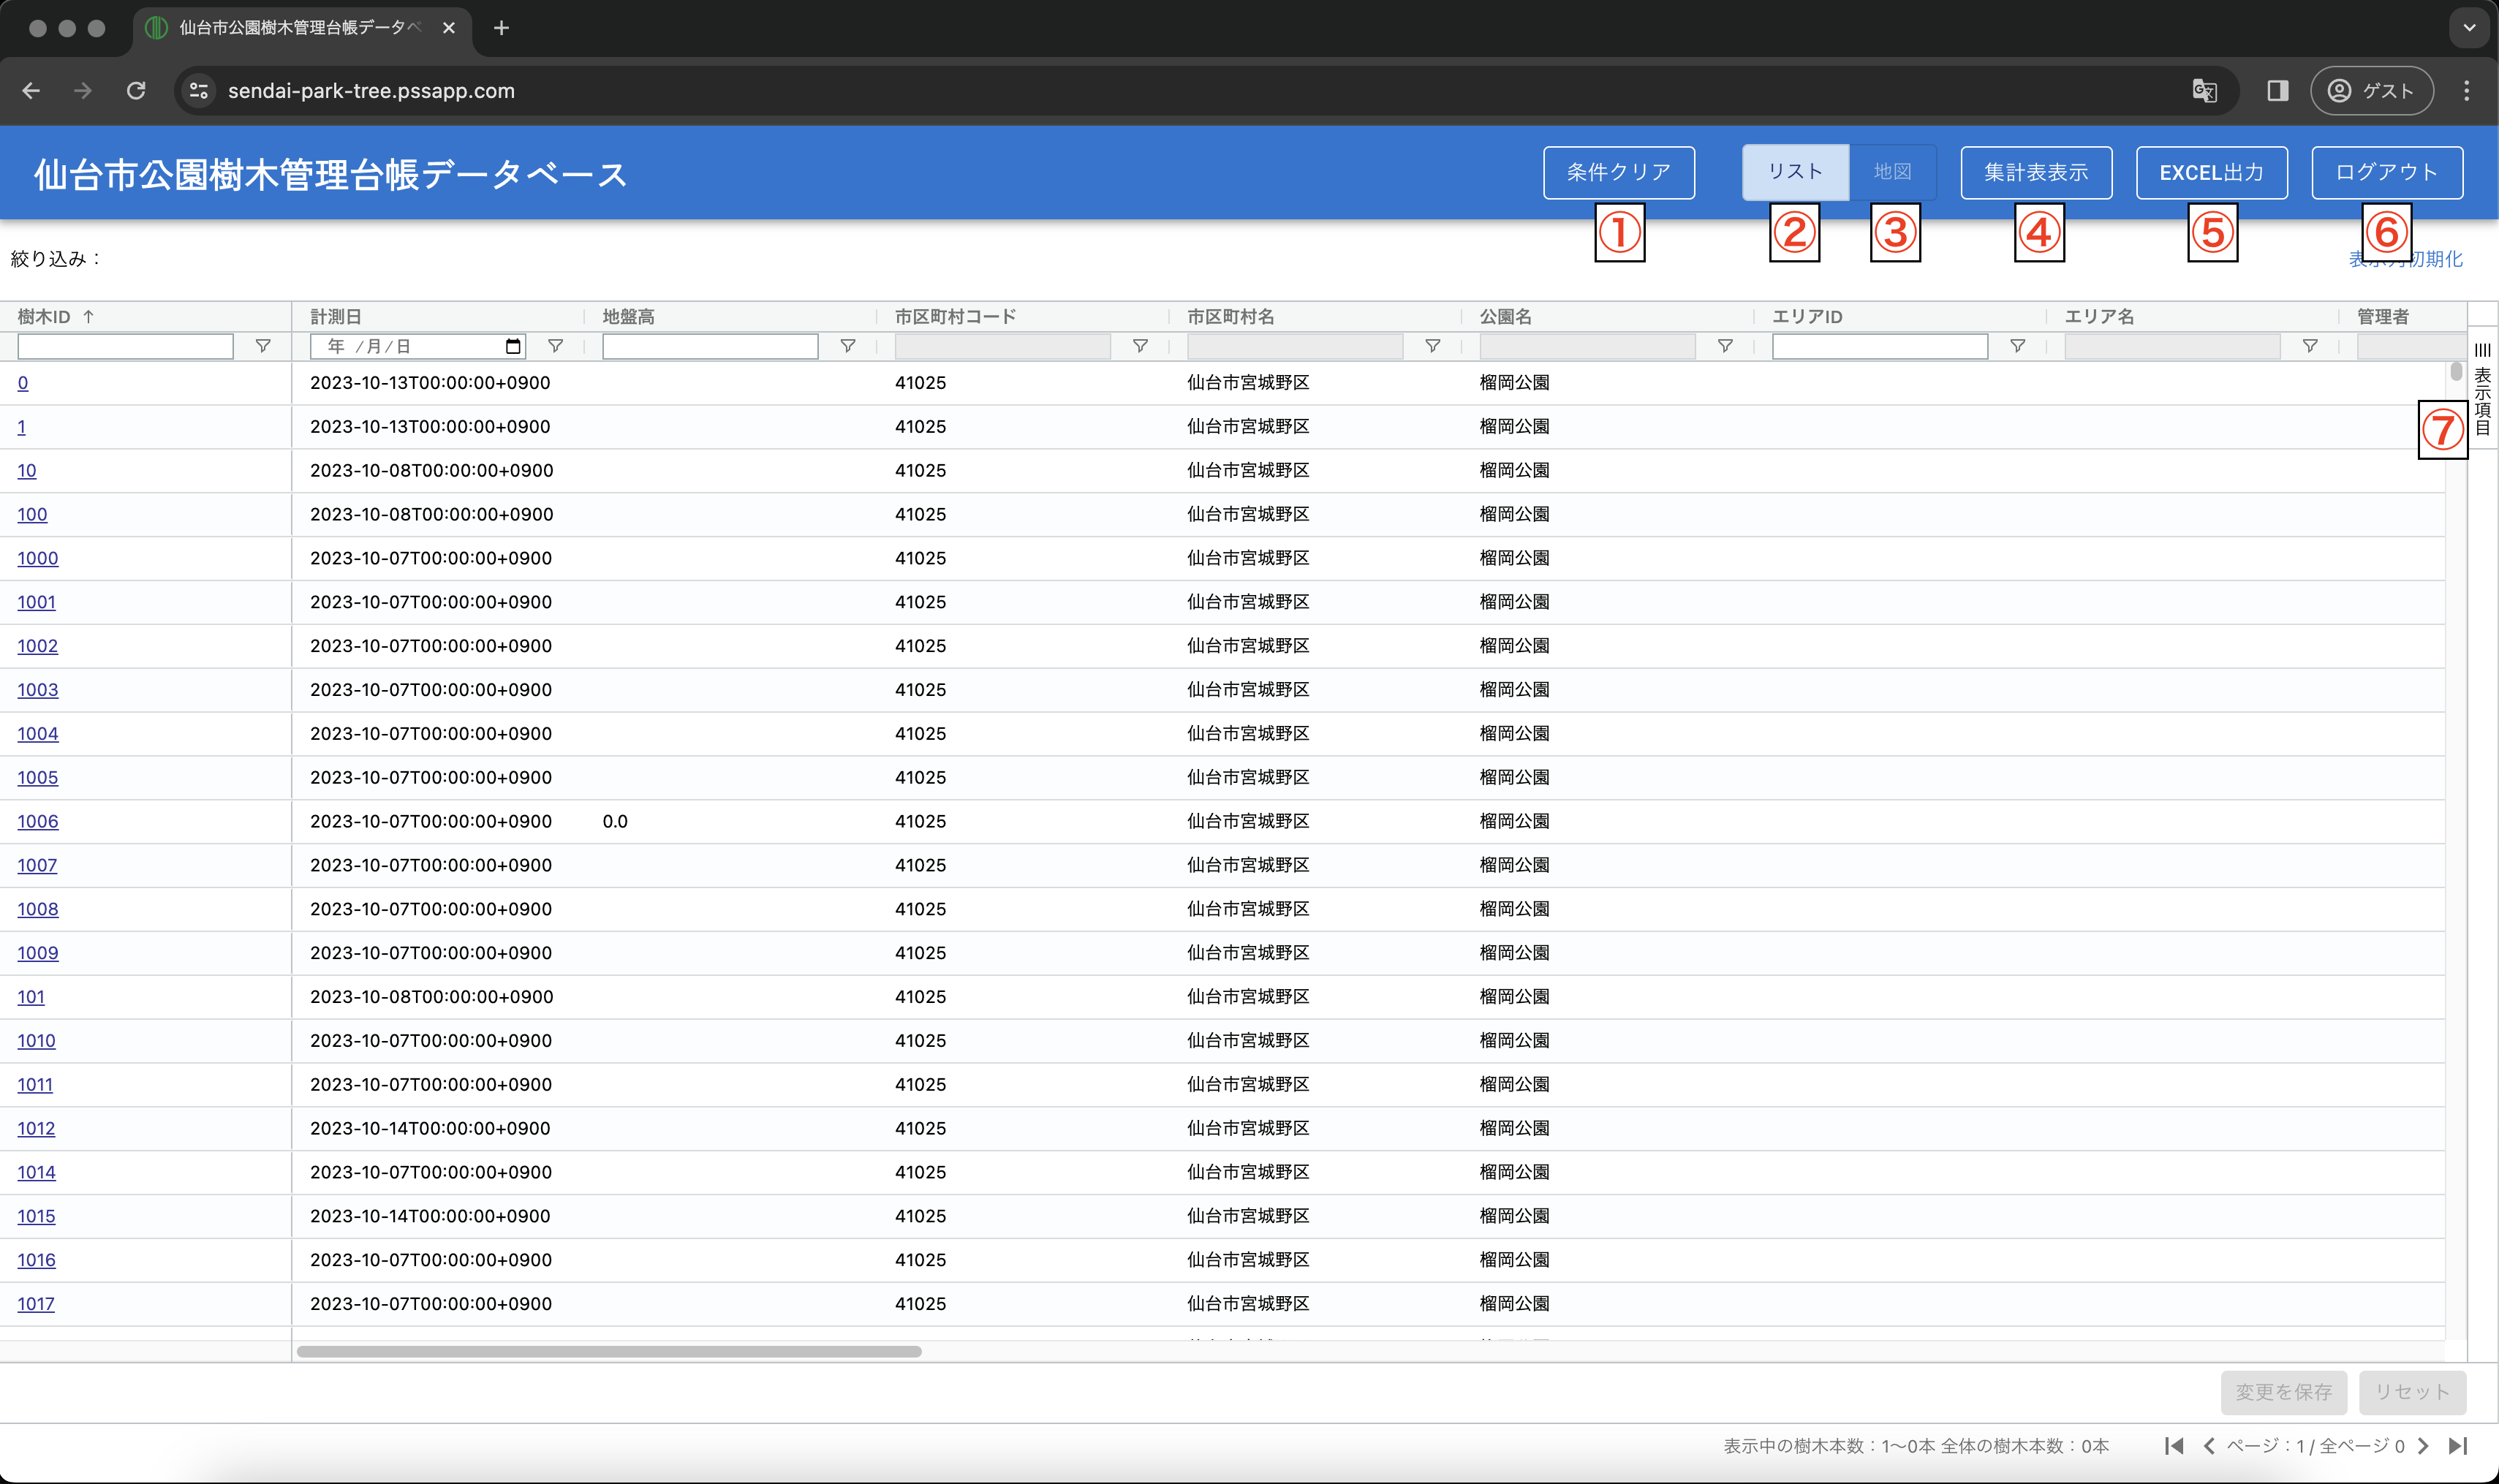 仙台市公園樹木管理台帳データベ
sendai-park-tree.pssapp.com
ゲスト
仙台市公園樹木管理台帳データベース
条件クリア リスト 地図 集計表表示 EXCEL出力 ログアウト
① ② ③ ④ ⑤ ⑥
絞り込み：
表示列初期化
樹木ID ↑ 計測日 地盤高 市区町村コード 市区町村名 公園名 エリアID エリア名 管理者
年 /月/日
表示項目
⑦
0 2023-10-13T00:00:00+0900 41025 仙台市宮城野区 榴岡公園
1 2023-10-13T00:00:00+0900 41025 仙台市宮城野区 榴岡公園
10 2023-10-08T00:00:00+0900 41025 仙台市宮城野区 榴岡公園
100 2023-10-08T00:00:00+0900 41025 仙台市宮城野区 榴岡公園
1000 2023-10-07T00:00:00+0900 41025 仙台市宮城野区 榴岡公園
1001 2023-10-07T00:00:00+0900 41025 仙台市宮城野区 榴岡公園
1002 2023-10-07T00:00:00+0900 41025 仙台市宮城野区 榴岡公園
1003 2023-10-07T00:00:00+0900 41025 仙台市宮城野区 榴岡公園
1004 2023-10-07T00:00:00+0900 41025 仙台市宮城野区 榴岡公園
1005 2023-10-07T00:00:00+0900 41025 仙台市宮城野区 榴岡公園
1006 2023-10-07T00:00:00+0900 0.0 41025 仙台市宮城野区 榴岡公園
1007 2023-10-07T00:00:00+0900 41025 仙台市宮城野区 榴岡公園
1008 2023-10-07T00:00:00+0900 41025 仙台市宮城野区 榴岡公園
1009 2023-10-07T00:00:00+0900 41025 仙台市宮城野区 榴岡公園
101 2023-10-08T00:00:00+0900 41025 仙台市宮城野区 榴岡公園
1010 2023-10-07T00:00:00+0900 41025 仙台市宮城野区 榴岡公園
1011 2023-10-07T00:00:00+0900 41025 仙台市宮城野区 榴岡公園
1012 2023-10-14T00:00:00+0900 41025 仙台市宮城野区 榴岡公園
1014 2023-10-07T00:00:00+0900 41025 仙台市宮城野区 榴岡公園
1015 2023-10-14T00:00:00+0900 41025 仙台市宮城野区 榴岡公園
1016 2023-10-07T00:00:00+0900 41025 仙台市宮城野区 榴岡公園
1017 2023-10-07T00:00:00+0900 41025 仙台市宮城野区 榴岡公園
変更を保存 リセット
表示中の樹木本数：1〜0本 全体の樹木本数：0本 ページ：1 / 全ページ 0